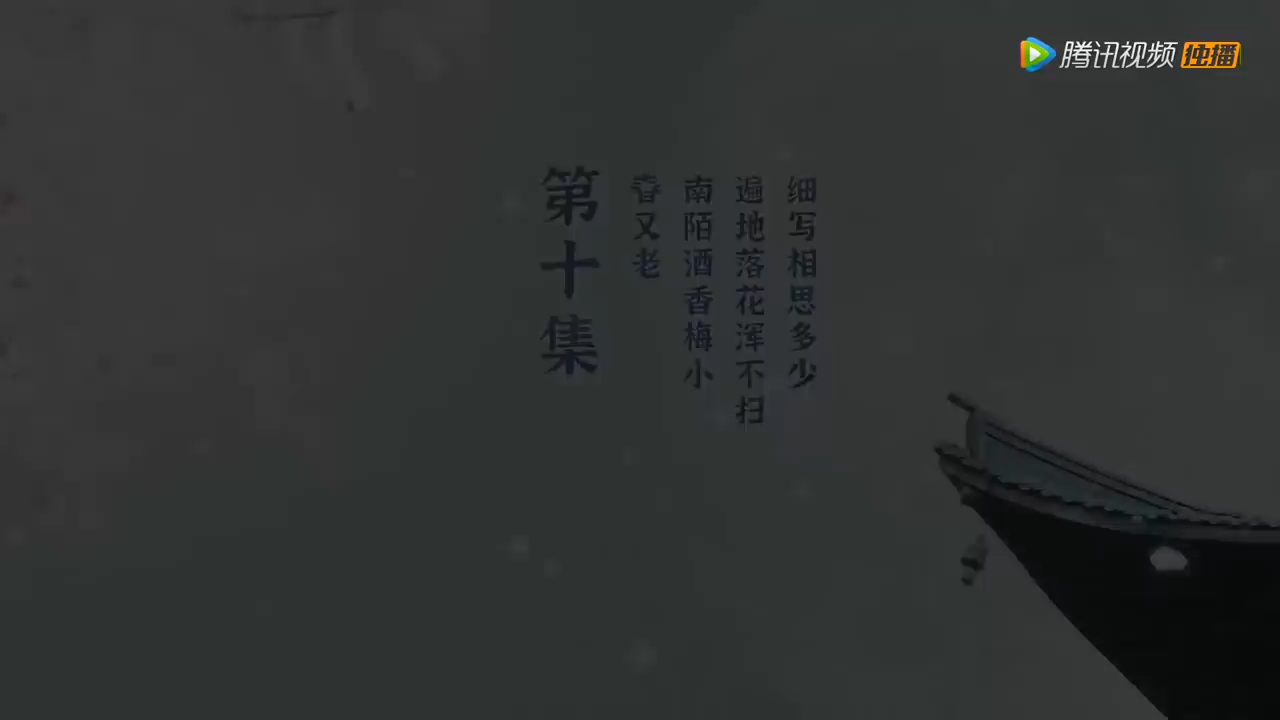 腾讯视频 独播
细写相思多少
遍地落花浑不扫
南陌酒香梅小
春又老
第十集